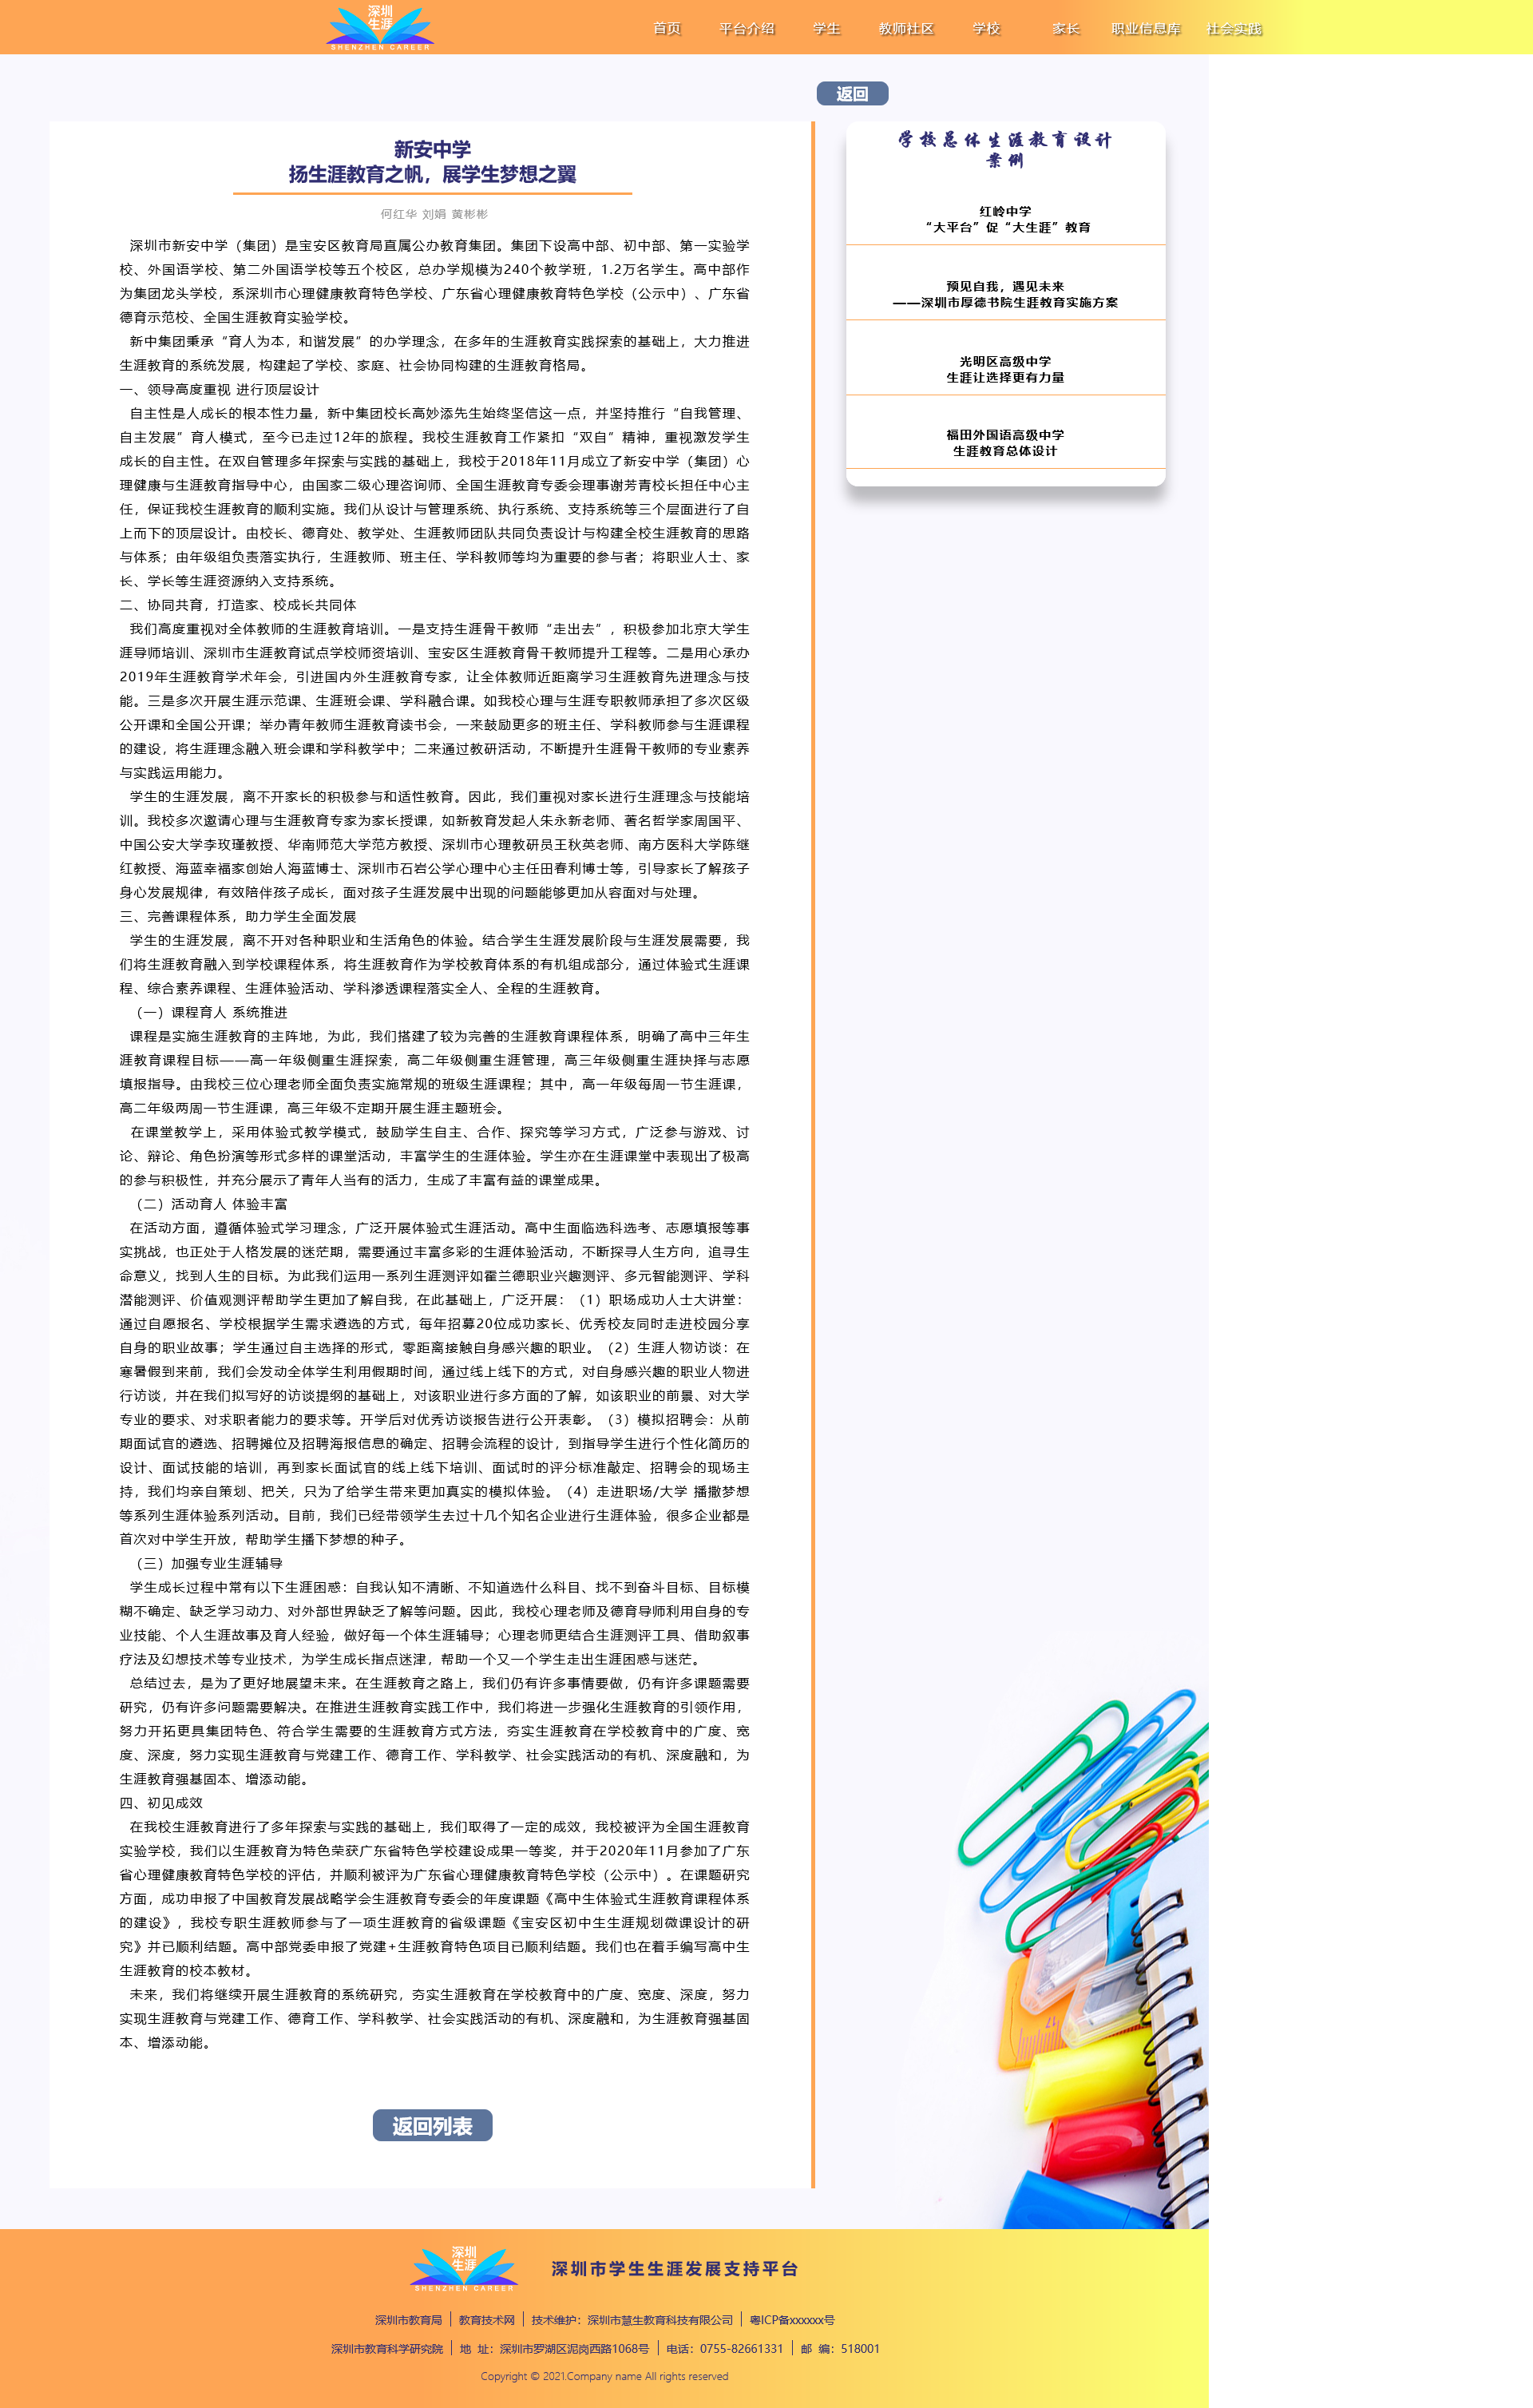 深圳
生涯
SHENZHEN CAREER
首页 平台介绍 学生 教师社区 学校 家长 职业信息库 社会实践
返回
新安中学
扬生涯教育之帆，展学生梦想之翼
何红华 刘娟 黄彬彬
深圳市新安中学（集团）是宝安区教育局直属公办教育集团。集团下设高中部、初中部、第一实验学
校、外国语学校、第二外国语学校等五个校区，总办学规模为240个教学班，1.2万名学生。高中部作
为集团龙头学校，系深圳市心理健康教育特色学校、广东省心理健康教育特色学校（公示中）、广东省
德育示范校、全国生涯教育实验学校。
新中集团秉承“育人为本，和谐发展”的办学理念，在多年的生涯教育实践探索的基础上，大力推进
生涯教育的系统发展，构建起了学校、家庭、社会协同构建的生涯教育格局。
一、领导高度重视 进行顶层设计
自主性是人成长的根本性力量，新中集团校长高妙添先生始终坚信这一点，并坚持推行“自我管理、
自主发展”育人模式，至今已走过12年的旅程。我校生涯教育工作紧扣“双自”精神，重视激发学生
成长的自主性。在双自管理多年探索与实践的基础上，我校于2018年11月成立了新安中学（集团）心
理健康与生涯教育指导中心，由国家二级心理咨询师、全国生涯教育专委会理事谢芳青校长担任中心主
任，保证我校生涯教育的顺利实施。我们从设计与管理系统、执行系统、支持系统等三个层面进行了自
上而下的顶层设计。由校长、德育处、教学处、生涯教师团队共同负责设计与构建全校生涯教育的思路
与体系；由年级组负责落实执行，生涯教师、班主任、学科教师等均为重要的参与者；将职业人士、家
长、学长等生涯资源纳入支持系统。
二、协同共育，打造家、校成长共同体
我们高度重视对全体教师的生涯教育培训。一是支持生涯骨干教师“走出去”，积极参加北京大学生
涯导师培训、深圳市生涯教育试点学校师资培训、宝安区生涯教育骨干教师提升工程等。二是用心承办
2019年生涯教育学术年会，引进国内外生涯教育专家，让全体教师近距离学习生涯教育先进理念与技
能。三是多次开展生涯示范课、生涯班会课、学科融合课。如我校心理与生涯专职教师承担了多次区级
公开课和全国公开课；举办青年教师生涯教育读书会，一来鼓励更多的班主任、学科教师参与生涯课程
的建设，将生涯理念融入班会课和学科教学中；二来通过教研活动，不断提升生涯骨干教师的专业素养
与实践运用能力。
学生的生涯发展，离不开家长的积极参与和适性教育。因此，我们重视对家长进行生涯理念与技能培
训。我校多次邀请心理与生涯教育专家为家长授课，如新教育发起人朱永新老师、著名哲学家周国平、
中国公安大学李玫瑾教授、华南师范大学范方教授、深圳市心理教研员王秋英老师、南方医科大学陈继
红教授、海蓝幸福家创始人海蓝博士、深圳市石岩公学心理中心主任田春利博士等，引导家长了解孩子
身心发展规律，有效陪伴孩子成长，面对孩子生涯发展中出现的问题能够更加从容面对与处理。
三、完善课程体系，助力学生全面发展
学生的生涯发展，离不开对各种职业和生活角色的体验。结合学生生涯发展阶段与生涯发展需要，我
们将生涯教育融入到学校课程体系，将生涯教育作为学校教育体系的有机组成部分，通过体验式生涯课
程、综合素养课程、生涯体验活动、学科渗透课程落实全人、全程的生涯教育。
（一）课程育人 系统推进
课程是实施生涯教育的主阵地，为此，我们搭建了较为完善的生涯教育课程体系，明确了高中三年生
涯教育课程目标——高一年级侧重生涯探索，高二年级侧重生涯管理，高三年级侧重生涯抉择与志愿
填报指导。由我校三位心理老师全面负责实施常规的班级生涯课程；其中，高一年级每周一节生涯课，
高二年级两周一节生涯课，高三年级不定期开展生涯主题班会。
在课堂教学上，采用体验式教学模式，鼓励学生自主、合作、探究等学习方式，广泛参与游戏、讨
论、辩论、角色扮演等形式多样的课堂活动，丰富学生的生涯体验。学生亦在生涯课堂中表现出了极高
的参与积极性，并充分展示了青年人当有的活力，生成了丰富有益的课堂成果。
（二）活动育人 体验丰富
在活动方面，遵循体验式学习理念，广泛开展体验式生涯活动。高中生面临选科选考、志愿填报等事
实挑战，也正处于人格发展的迷茫期，需要通过丰富多彩的生涯体验活动，不断探寻人生方向，追寻生
命意义，找到人生的目标。为此我们运用一系列生涯测评如霍兰德职业兴趣测评、多元智能测评、学科
潜能测评、价值观测评帮助学生更加了解自我，在此基础上，广泛开展：（1）职场成功人士大讲堂：
通过自愿报名、学校根据学生需求遴选的方式，每年招募20位成功家长、优秀校友同时走进校园分享
自身的职业故事；学生通过自主选择的形式，零距离接触自身感兴趣的职业。（2）生涯人物访谈：在
寒暑假到来前，我们会发动全体学生利用假期时间，通过线上线下的方式，对自身感兴趣的职业人物进
行访谈，并在我们拟写好的访谈提纲的基础上，对该职业进行多方面的了解，如该职业的前景、对大学
专业的要求、对求职者能力的要求等。开学后对优秀访谈报告进行公开表彰。（3）模拟招聘会：从前
期面试官的遴选、招聘摊位及招聘海报信息的确定、招聘会流程的设计，到指导学生进行个性化简历的
设计、面试技能的培训，再到家长面试官的线上线下培训、面试时的评分标准敲定、招聘会的现场主
持，我们均亲自策划、把关，只为了给学生带来更加真实的模拟体验。（4）走进职场/大学 播撒梦想
等系列生涯体验系列活动。目前，我们已经带领学生去过十几个知名企业进行生涯体验，很多企业都是
首次对中学生开放，帮助学生播下梦想的种子。
（三）加强专业生涯辅导
学生成长过程中常有以下生涯困惑：自我认知不清晰、不知道选什么科目、找不到奋斗目标、目标模
糊不确定、缺乏学习动力、对外部世界缺乏了解等问题。因此，我校心理老师及德育导师利用自身的专
业技能、个人生涯故事及育人经验，做好每一个体生涯辅导；心理老师更结合生涯测评工具、借助叙事
疗法及幻想技术等专业技术，为学生成长指点迷津，帮助一个又一个学生走出生涯困惑与迷茫。
总结过去，是为了更好地展望未来。在生涯教育之路上，我们仍有许多事情要做，仍有许多课题需要
研究，仍有许多问题需要解决。在推进生涯教育实践工作中，我们将进一步强化生涯教育的引领作用，
努力开拓更具集团特色、符合学生需要的生涯教育方式方法，夯实生涯教育在学校教育中的广度、宽
度、深度，努力实现生涯教育与党建工作、德育工作、学科教学、社会实践活动的有机、深度融和，为
生涯教育强基固本、增添动能。
四、初见成效
在我校生涯教育进行了多年探索与实践的基础上，我们取得了一定的成效，我校被评为全国生涯教育
实验学校，我们以生涯教育为特色荣获广东省特色学校建设成果一等奖，并于2020年11月参加了广东
省心理健康教育特色学校的评估，并顺利被评为广东省心理健康教育特色学校（公示中）。在课题研究
方面，成功申报了中国教育发展战略学会生涯教育专委会的年度课题《高中生体验式生涯教育课程体系
的建设》，我校专职生涯教师参与了一项生涯教育的省级课题《宝安区初中生生涯规划微课设计的研
究》并已顺利结题。高中部党委申报了党建+生涯教育特色项目已顺利结题。我们也在着手编写高中生
生涯教育的校本教材。
未来，我们将继续开展生涯教育的系统研究，夯实生涯教育在学校教育中的广度、宽度、深度，努力
实现生涯教育与党建工作、德育工作、学科教学、社会实践活动的有机、深度融和，为生涯教育强基固
本、增添动能。
返回列表
学校总体生涯教育设计
案例
红岭中学
“大平台”促“大生涯”教育
预见自我，遇见未来
——深圳市厚德书院生涯教育实施方案
光明区高级中学
生涯让选择更有力量
福田外国语高级中学
生涯教育总体设计
深圳
生涯
SHENZHEN CAREER
深圳市学生生涯发展支持平台
深圳市教育局 教育技术网 技术维护：深圳市慧生教育科技有限公司 粤ICP备xxxxxx号
深圳市教育科学研究院 地 址：深圳市罗湖区泥岗西路1068号 电话：0755-82661331 邮 编：518001
Copyright © 2021.Company name All rights reserved